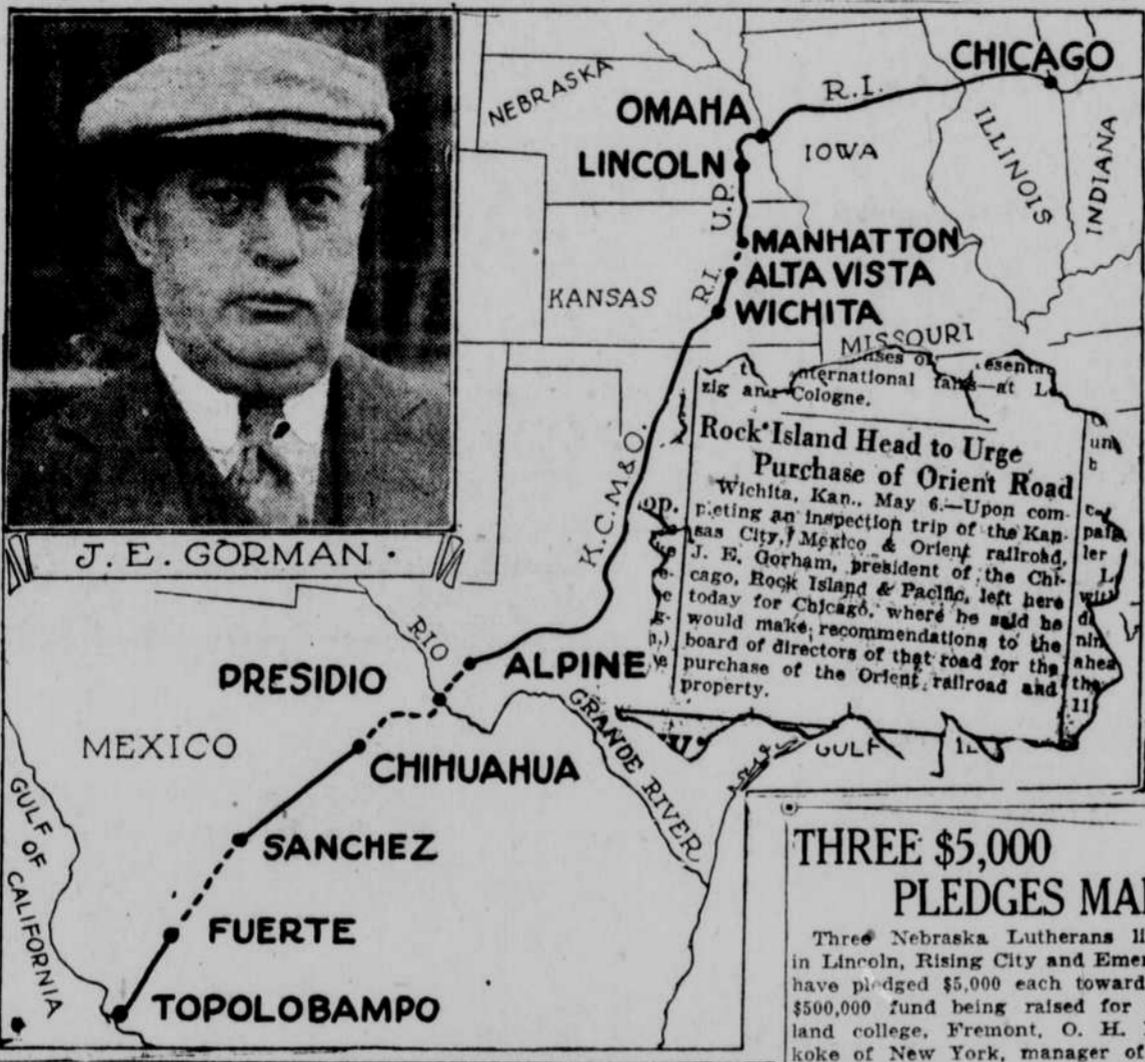 CHICAGO
NEBRASKA
R.I.
OMAHA
ILLINOIS
INDIANA
LINCOLN
IOWA
U.P.
MANHATTON
ALTA VISTA
KANSAS
R.I.
WICHITA
MISSOURI
international
zig and Cologne.
Rock Island Head to Urge
Purchase of Orient Road
Wichita, Kan., May 6.—Upon com-
pleting an inspection trip of the Kan-
sas City, Mexico & Orient railroad,
J. E. Gorham, president of the Chi-
cago, Rock Island & Pacific, left here
today for Chicago, where he said he
would make recommendations to the
board of directors of that road for the
purchase of the Orient railroad and
property.
K.C.M.&O.
J. E. GORMAN
RIO
GRANDE RIVER
PRESIDIO
ALPINE
MEXICO
CHIHUAHUA
GULF
GULF OF
CALIFORNIA
SANCHEZ
FUERTE
TOPOLOBAMPO
THREE $5,000
PLEDGES MA
Three Nebraska Lutherans li
in Lincoln, Rising City and Emer
have pledged $5,000 each toward
$500,000 fund being raised for
land college, Fremont, O. H.
koke of New York, manager of